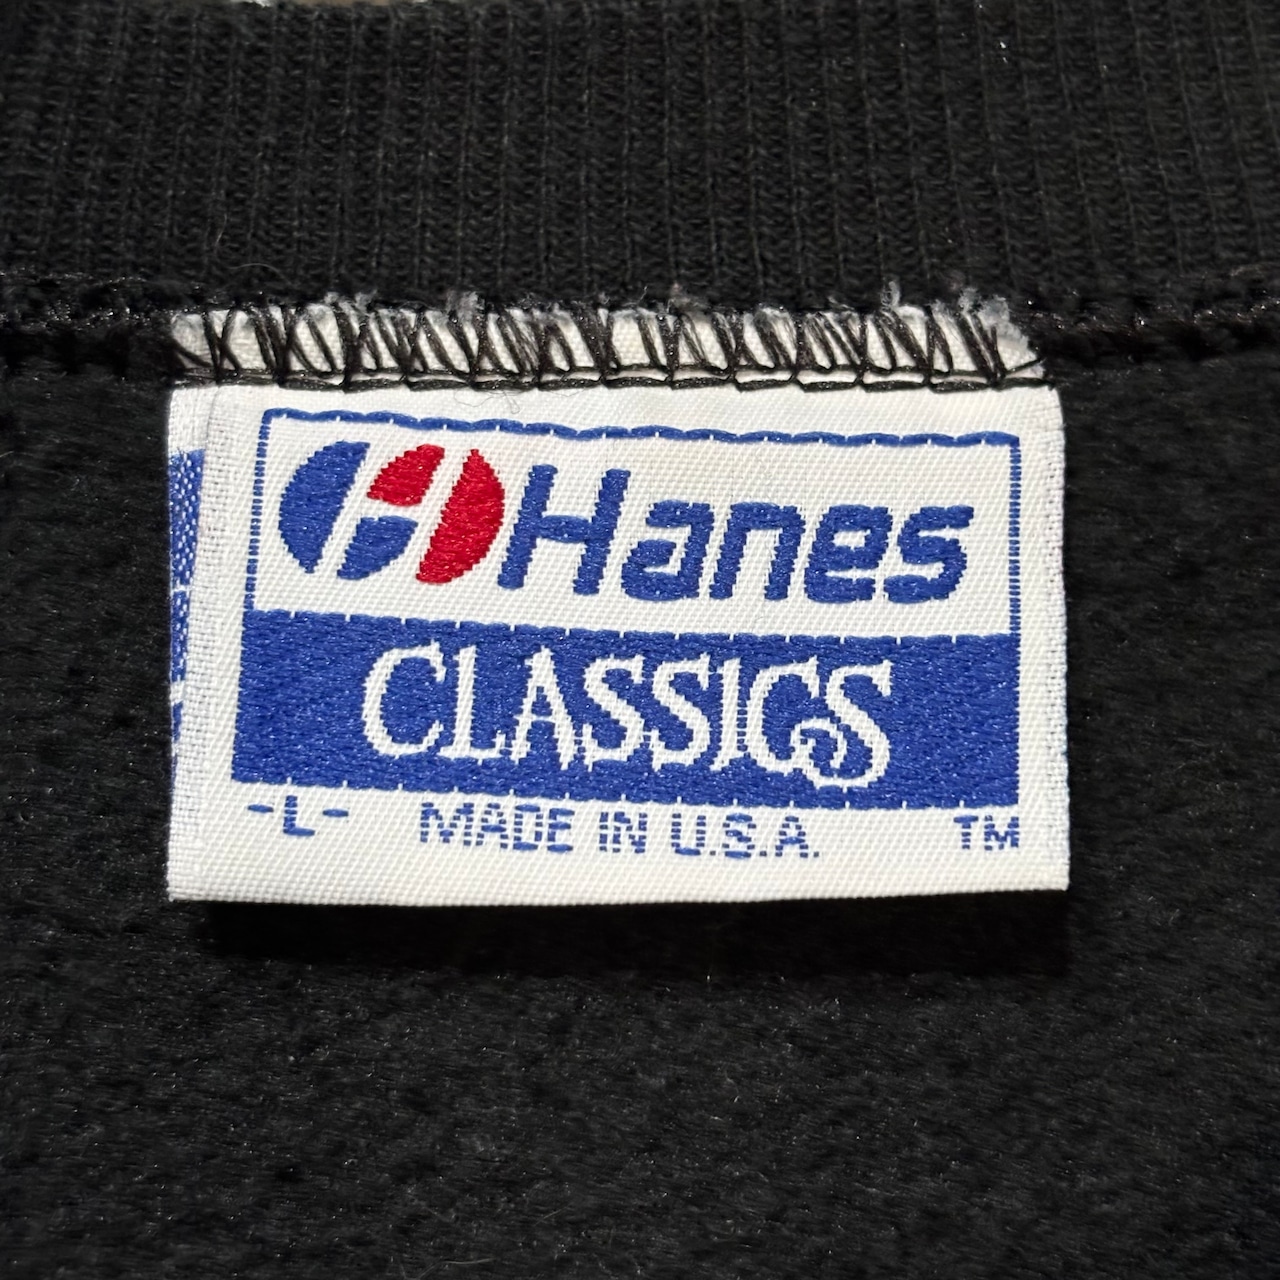 Hanes
CLASSICS
-L- MADE IN U.S.A. TM